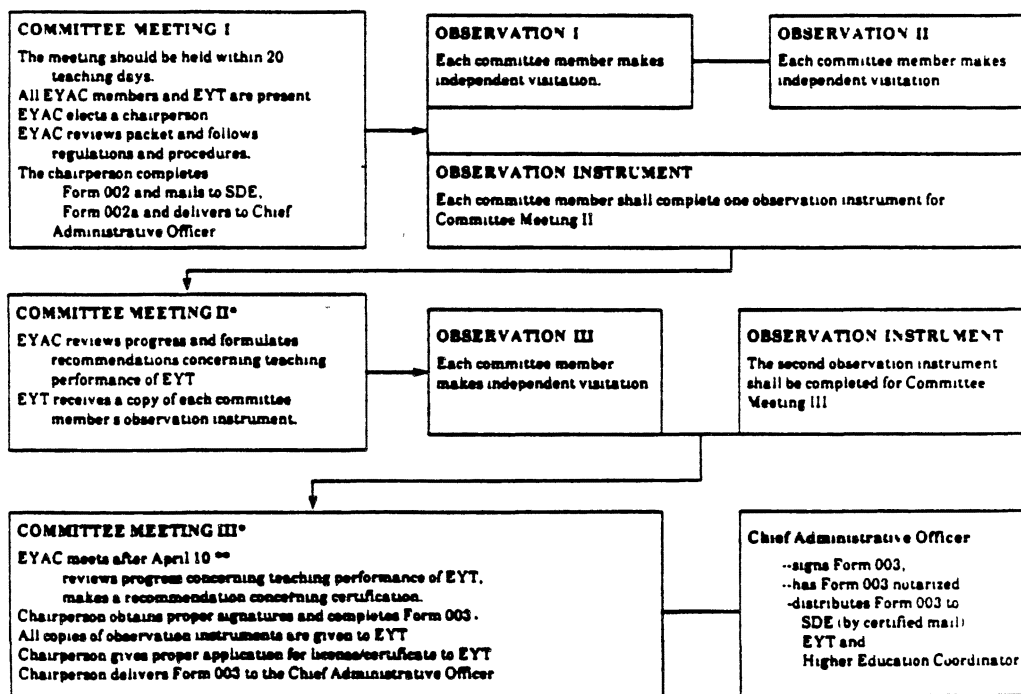 COMMITTEE MEETING I
The meeting should be held within 20
teaching days.
All EYAC members and EYT are present
EYAC elects a chairperson
EYAC reviews packet and follows
regulations and procedures.
The chairperson completes
Form 002 and mails to SDE,
Form 002a and delivers to Chief
Administrative Officer
OBSERVATION I
Each committee member makes
independent visitation.
OBSERVATION II
Each committee member makes
independent visitation
OBSERVATION INSTRUMENT
Each committee member shall complete one observation instrument for
Committee Meeting II
COMMITTEE MEETING II*
EYAC reviews progress and formulates
recommendations concerning teaching
performance of EYT
EYT receives a copy of each committee
member s observation instrument.
OBSERVATION III
Each committee member
makes independent visitation
OBSERVATION INSTRUMENT
The second observation instrument
shall be completed for Committee
Meeting III
COMMITTEE MEETING III*
EYAC meets after April 10 **
reviews progress concerning teaching performance of EYT,
makes a recommendation concerning certification.
Chairperson obtains proper signatures and completes Form 003.
All copies of observation instruments are given to EYT
Chairperson gives proper application for license/certificate to EYT
Chairperson delivers Form 003 to the Chief Administrative Officer
Chief Administrative Officer
--signs Form 003,
--has Form 003 notarized
-distributes Form 003 to
SDE (by certified mail)
EYT and
Higher Education Coordinator